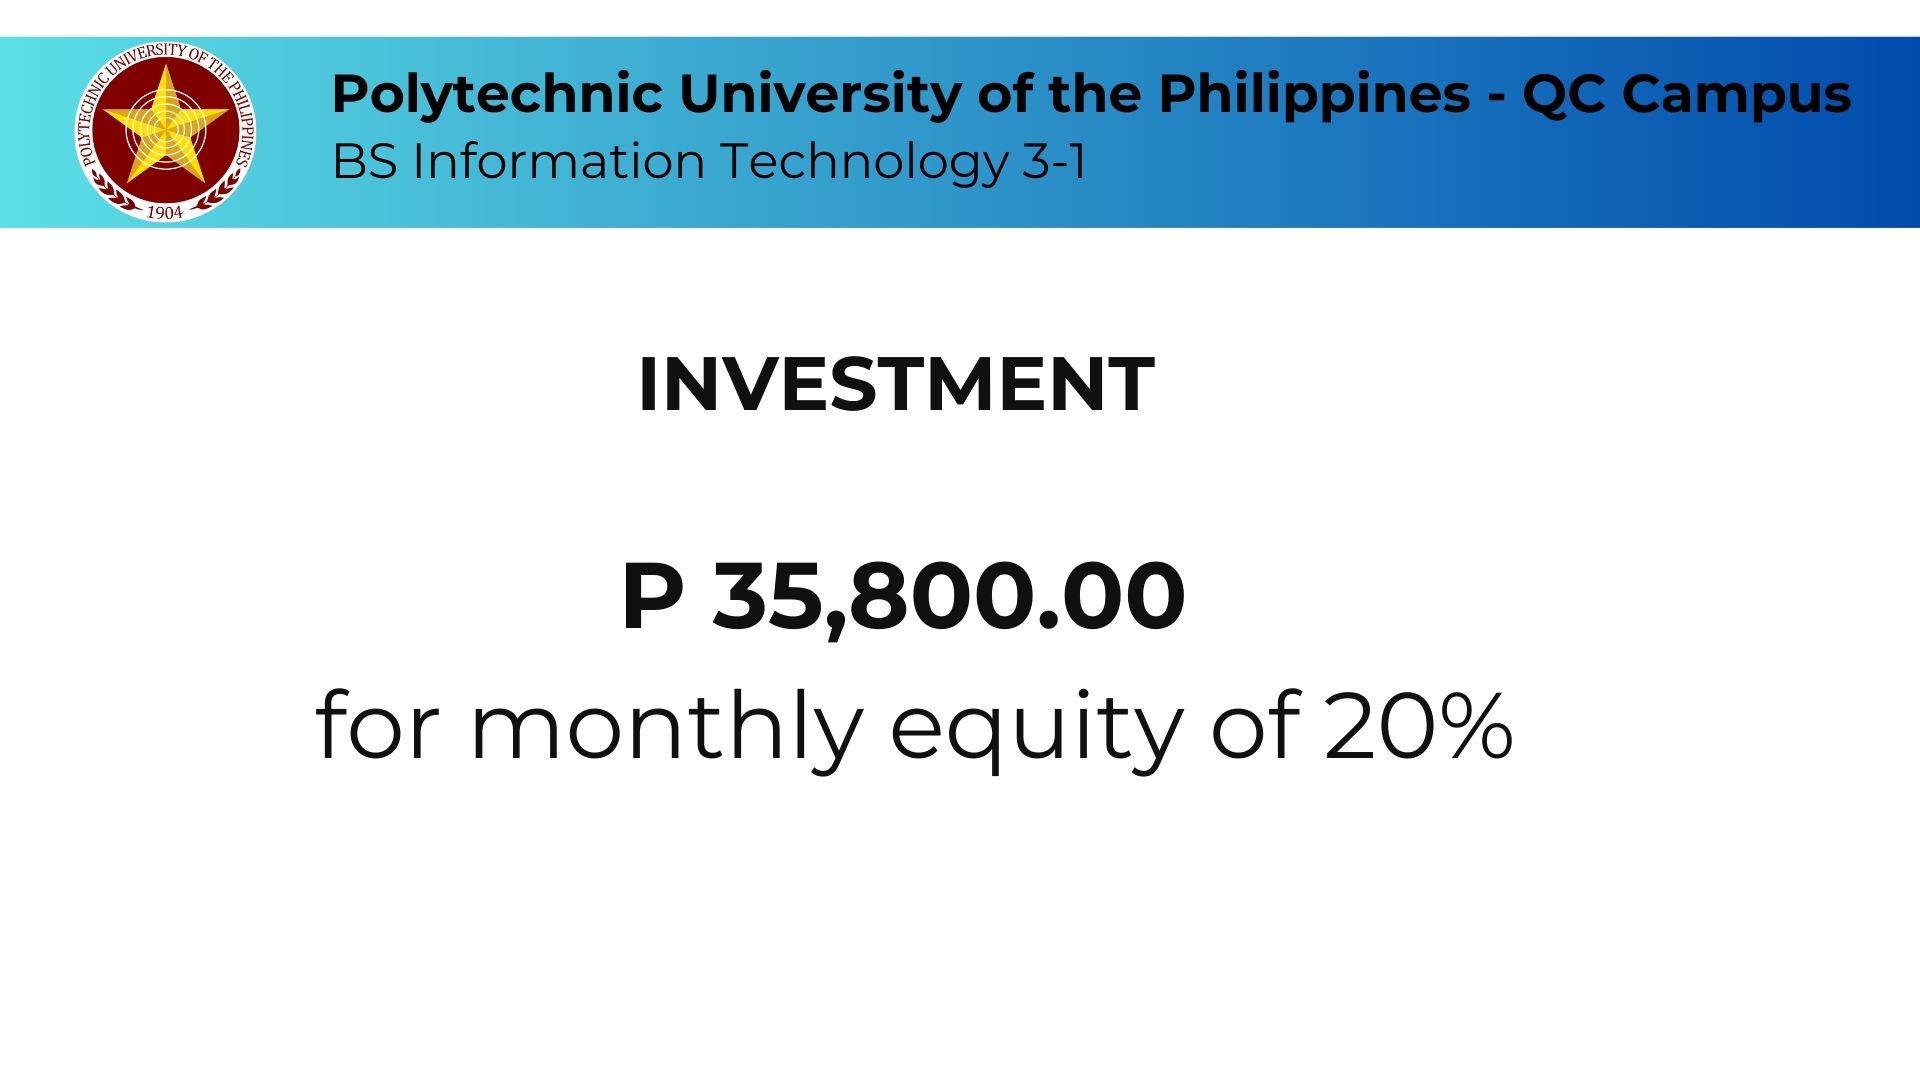 POLYTECHNIC UNIVERSITY OF THE PHILIPPINES
1904
Polytechnic University of the Philippines - QC Campus
BS Information Technology 3-1
INVESTMENT
P 35,800.00
for monthly equity of 20%